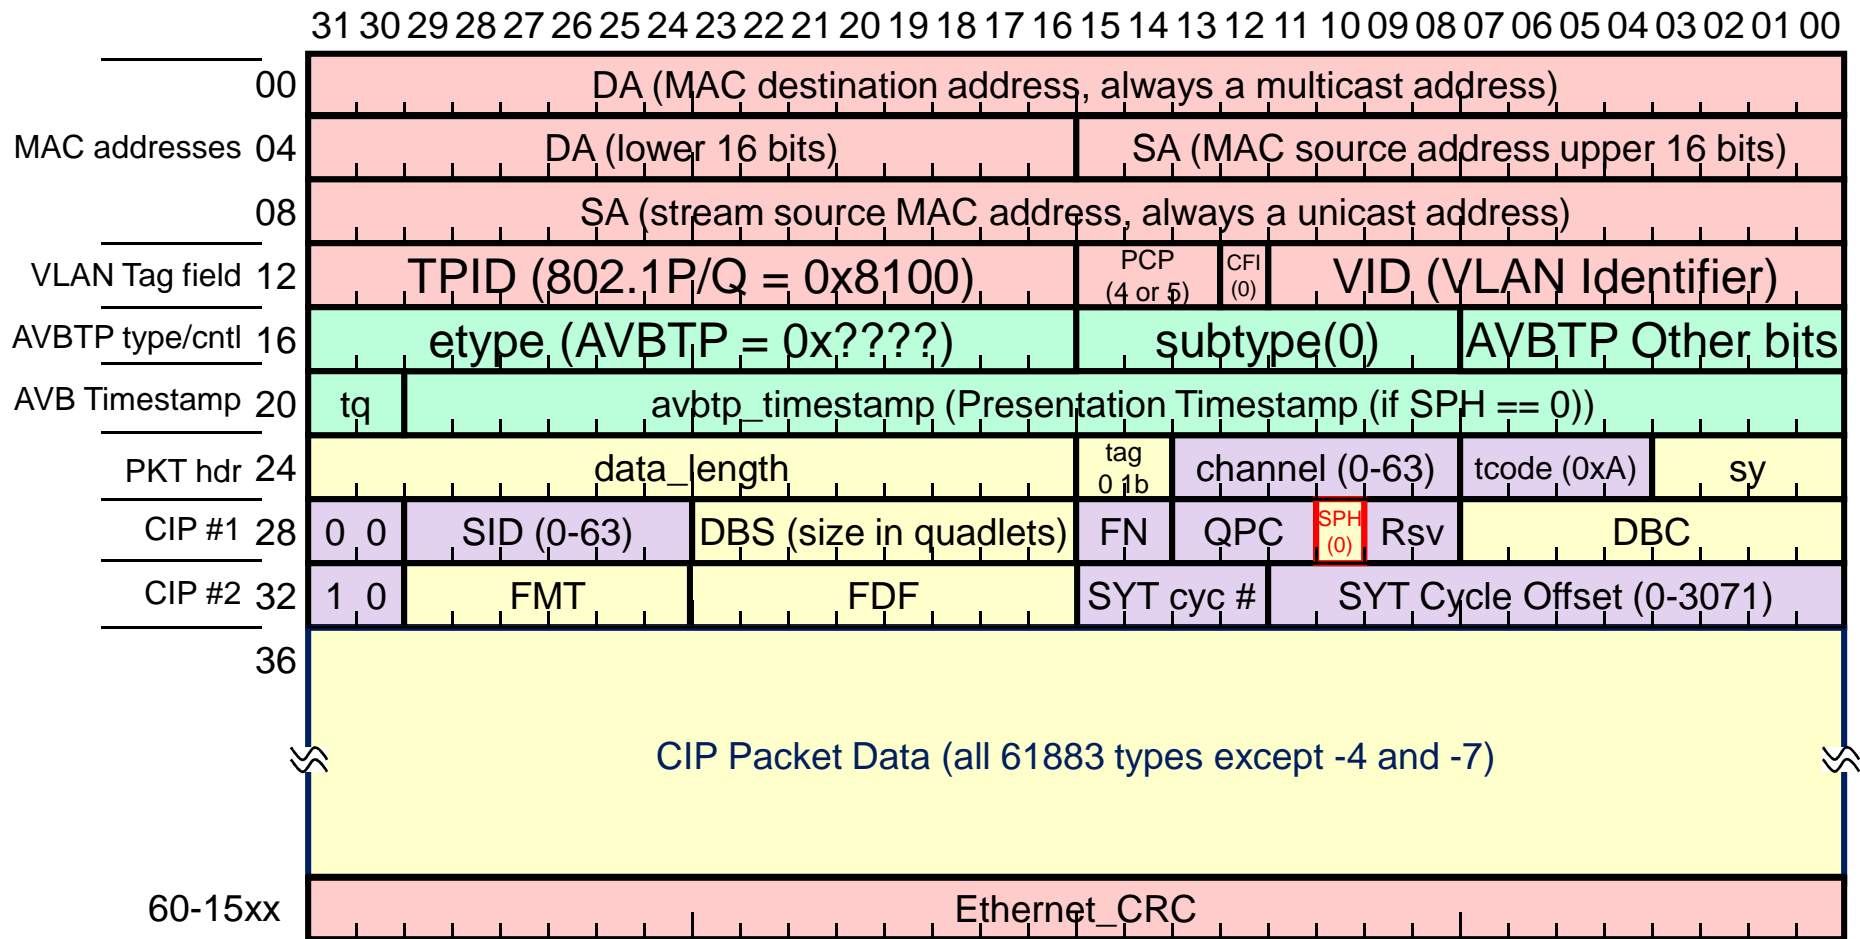 31 30 29 28 27 26 25 24 23 22 21 20 19 18 17 16 15 14 13 12 11 10 09 08 07 06 05 04 03 02 01 00
00 DA (MAC destination address, always a multicast address)
MAC addresses 04 DA (lower 16 bits) SA (MAC source address upper 16 bits)
08 SA (stream source MAC address, always a unicast address)
VLAN Tag field 12 TPID (802.1P/Q = 0x8100) PCP (4 or 5) CFI (0) VID (VLAN Identifier)
AVBTP type/cntl 16 etype (AVBTP = 0x????) subtype(0) AVBTP Other bits
AVB Timestamp 20 tq avbtp_timestamp (Presentation Timestamp (if SPH == 0))
PKT hdr 24 data_length tag 0 1b channel (0-63) tcode (0xA) sy
CIP #1 28 0 0 SID (0-63) DBS (size in quadlets) FN QPC SPH (0) Rsv DBC
CIP #2 32 1 0 FMT FDF SYT cyc # SYT Cycle Offset (0-3071)
36
CIP Packet Data (all 61883 types except -4 and -7)
60-15xx Ethernet_CRC